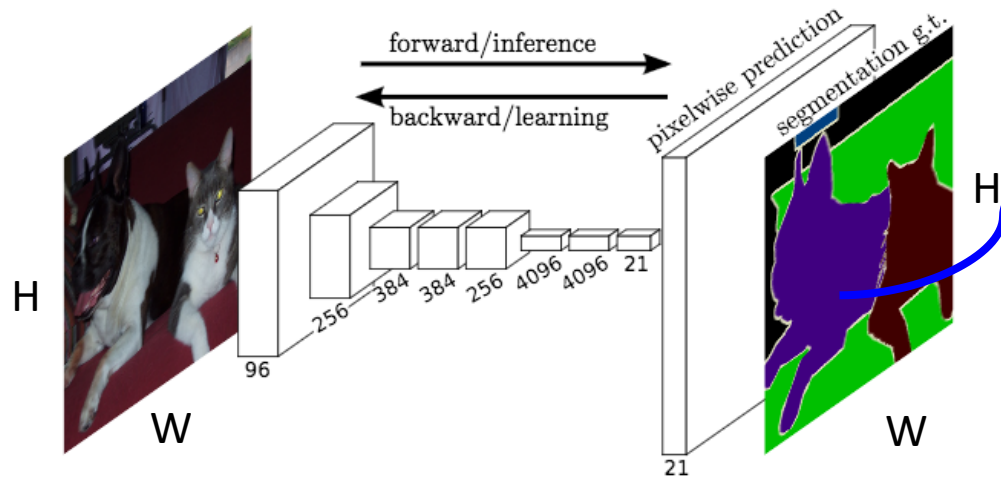 forward/inference
backward/learning
pixelwise prediction
segmentation g.t.
H
W
96
256
384
384
256
4096
4096
21
21
H
W